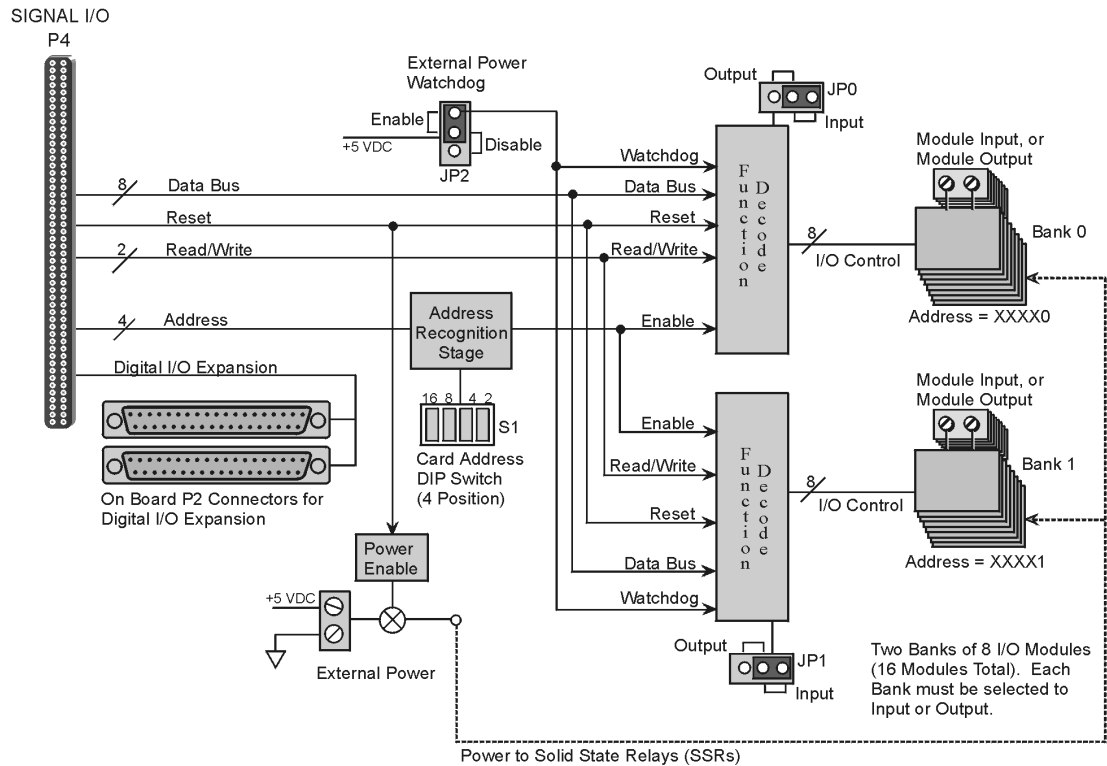 SIGNAL I/O
P4
External Power
Watchdog
Enable
+5 VDC
Disable
JP2
Output
JP0
Input
8
Data Bus
Reset
2
Read/Write
4
Address
Digital I/O Expansion
Address
Recognition
Stage
16 8 4 2
S1
Card Address
DIP Switch
(4 Position)
On Board P2 Connectors for
Digital I/O Expansion
Watchdog
Data Bus
Reset
Read/Write
Enable
Function
Decode
8
I/O Control
Module Input, or
Module Output
Bank 0
Address = XXXX0
Enable
Read/Write
Reset
Data Bus
Watchdog
Function
Decode
8
I/O Control
Module Input, or
Module Output
Bank 1
Address = XXXX1
Power
Enable
+5 VDC
External Power
Output
JP1
Input
Two Banks of 8 I/O Modules
(16 Modules Total). Each
Bank must be selected to
Input or Output.
Power to Solid State Relays (SSRs)